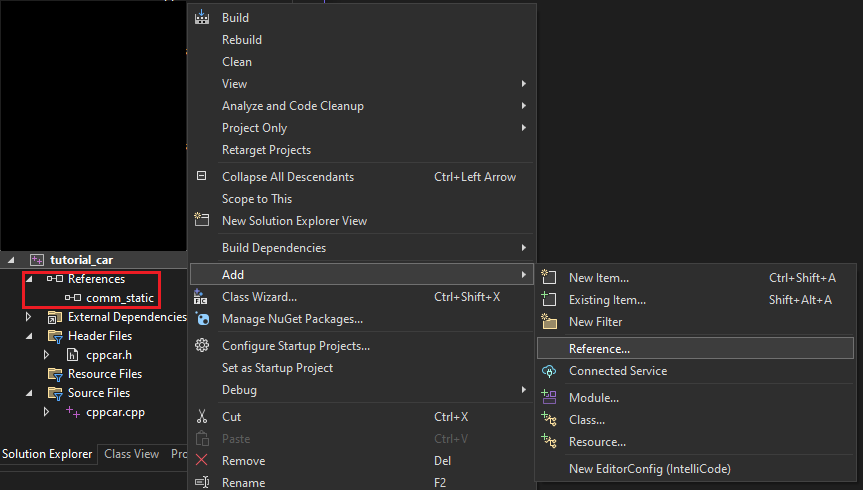 Build
Rebuild
Clean
View
Analyze and Code Cleanup
Project Only
Retarget Projects
Collapse All Descendants Ctrl+Left Arrow
Scope to This
New Solution Explorer View
Build Dependencies
Add
Class Wizard... Ctrl+Shift+X
Manage NuGet Packages...
Configure Startup Projects...
Set as Startup Project
Debug
Cut Ctrl+X
Paste Ctrl+V
Remove Del
Rename F2
tutorial_car
References
comm_static
External Dependencies
Header Files
cppcar.h
Resource Files
Source Files
cppcar.cpp
Solution Explorer Class View
New Item... Ctrl+Shift+A
Existing Item... Shift+Alt+A
New Filter
Reference...
Connected Service
Module...
Class...
Resource...
New EditorConfig (IntelliCode)